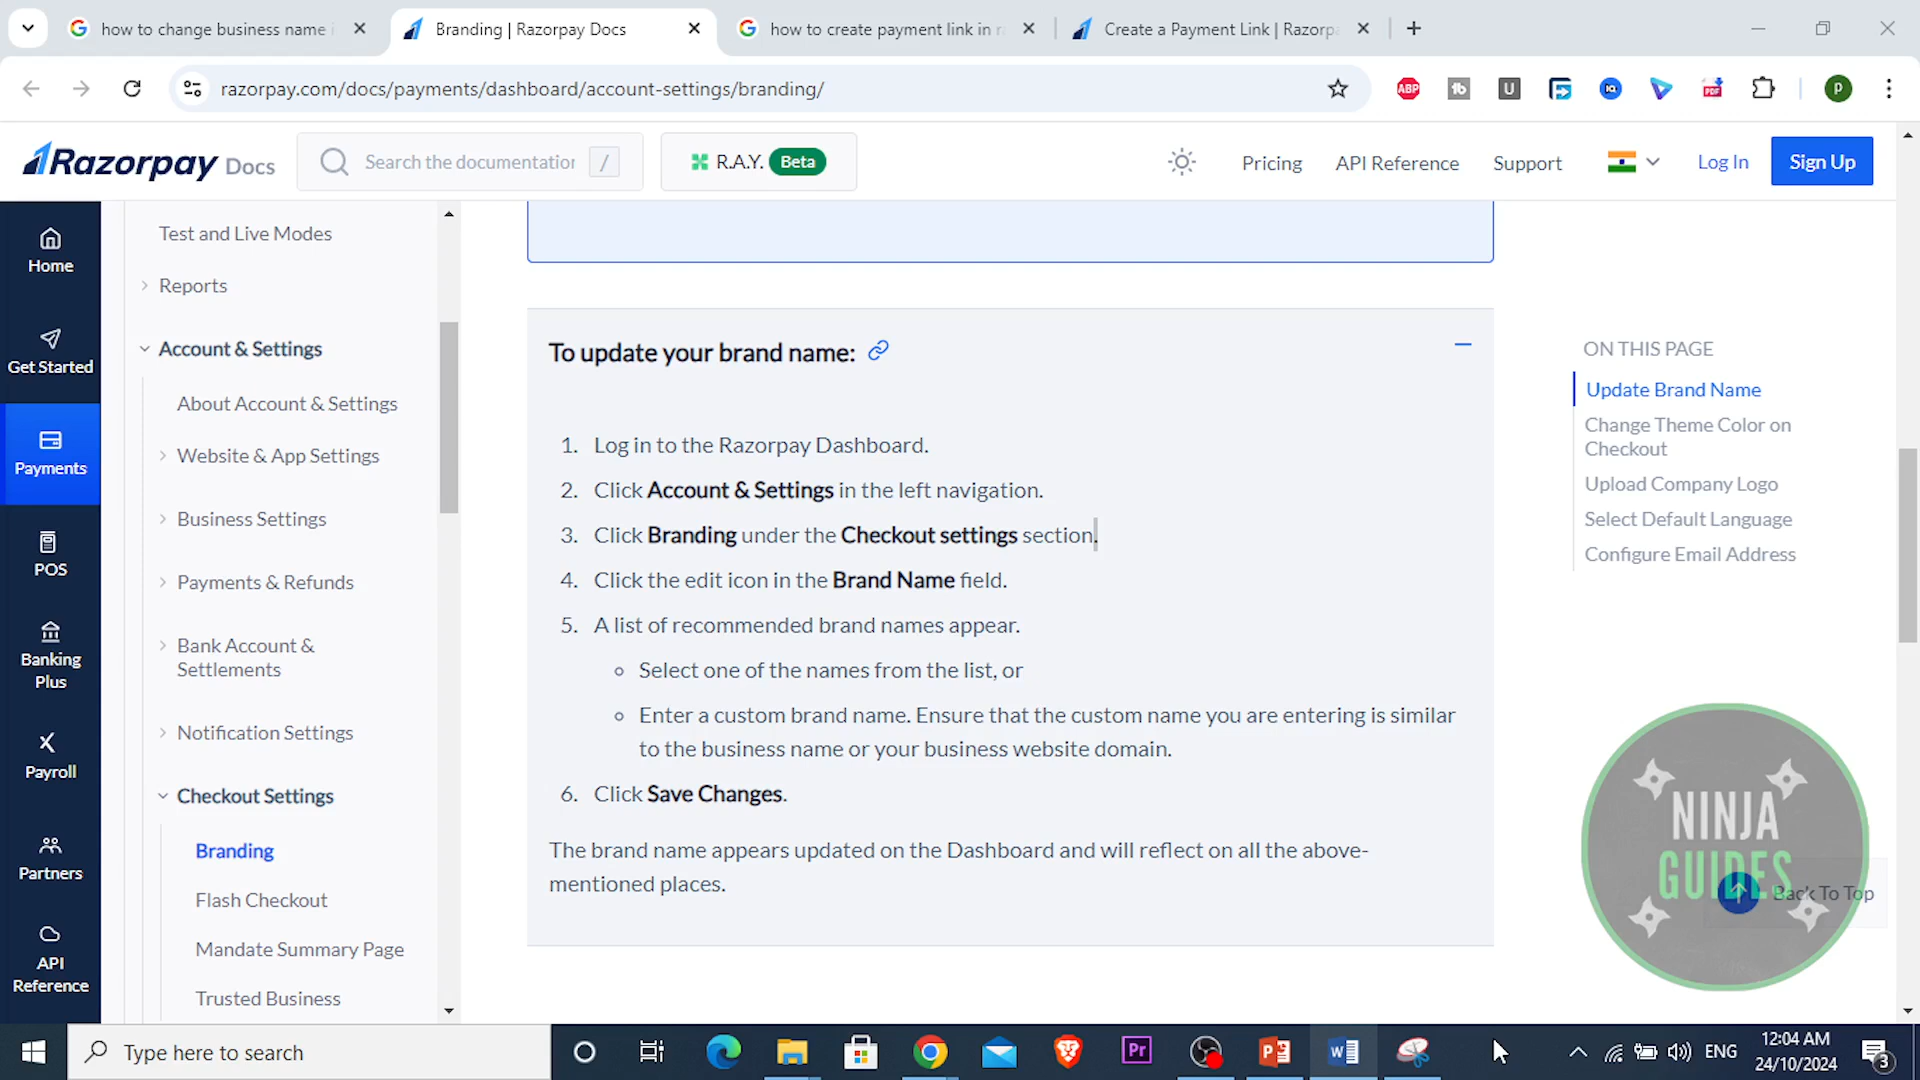 how to change business name i
Branding | Razorpay Docs
how to create payment link in r
Create a Payment Link | Razorp
razorpay.com/docs/payments/dashboard/account-settings/branding/
ABP
tb
U
IQ
PDF
P
Razorpay Docs
Search the documentation
/
R.A.Y. Beta
Pricing
API Reference
Support
Log In
Sign Up
Home
Get Started
Payments
POS
Banking
Plus
Payroll
Partners
API
Reference
Test and Live Modes
Reports
Account & Settings
About Account & Settings
Website & App Settings
Business Settings
Payments & Refunds
Bank Account &
Settlements
Notification Settings
Checkout Settings
Branding
Flash Checkout
Mandate Summary Page
Trusted Business
To update your brand name:
1. Log in to the Razorpay Dashboard.
2. Click Account & Settings in the left navigation.
3. Click Branding under the Checkout settings section.
4. Click the edit icon in the Brand Name field.
5. A list of recommended brand names appear.
Select one of the names from the list, or
Enter a custom brand name. Ensure that the custom name you are entering is similar
to the business name or your business website domain.
6. Click Save Changes.
The brand name appears updated on the Dashboard and will reflect on all the above-
mentioned places.
ON THIS PAGE
Update Brand Name
Change Theme Color on
Checkout
Upload Company Logo
Select Default Language
Configure Email Address
NINJA
GUIDES
Back To Top
Type here to search
Pr
ENG
12:04 AM
24/10/2024
3